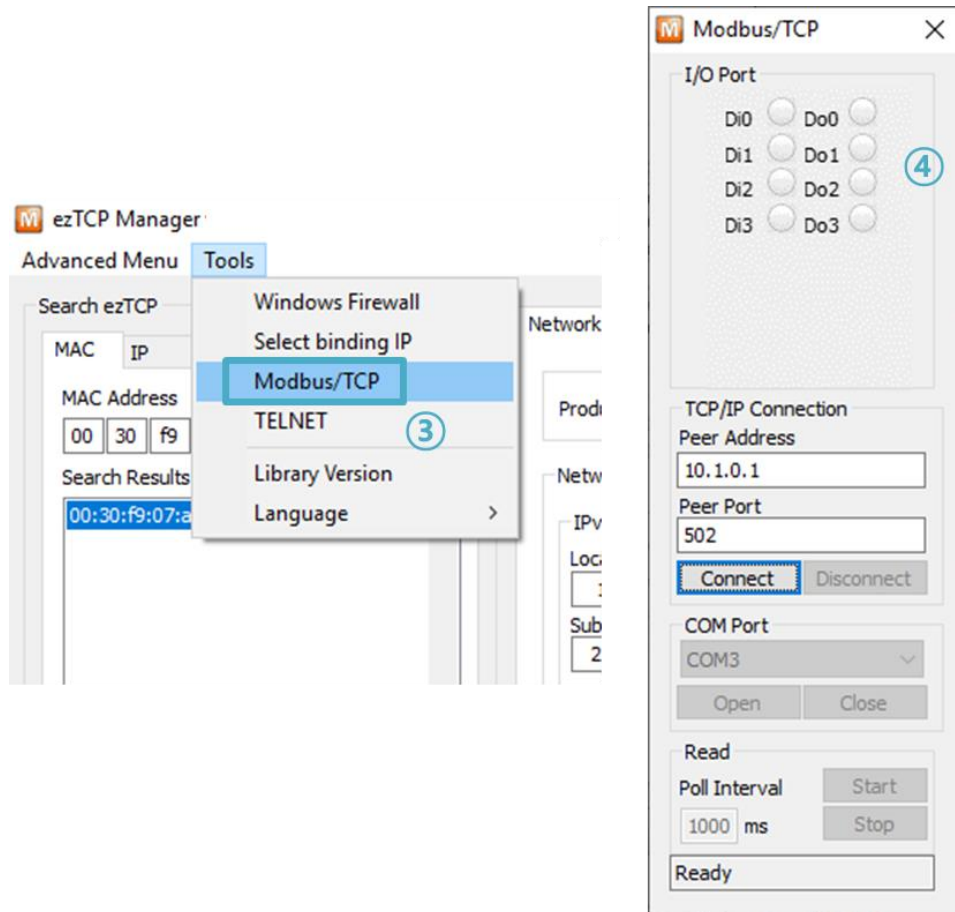 ezTCP Manager
Advanced Menu Tools
Search ezTCP
MAC IP
MAC Address
00 30 f9
Search Results
00:30:f9:07:a
Windows Firewall
Select binding IP
Modbus/TCP
TELNET
③
Library Version
Language >
Network
Produ
Netw
IPv
Loca
1
Sub
2
M Modbus/TCP
I/O Port
Di0 Do0
Di1 Do1
Di2 Do2
Di3 Do3
④
TCP/IP Connection
Peer Address
10.1.0.1
Peer Port
502
Connect Disconnect
COM Port
COM3
Open Close
Read
Poll Interval Start
1000 ms Stop
Ready